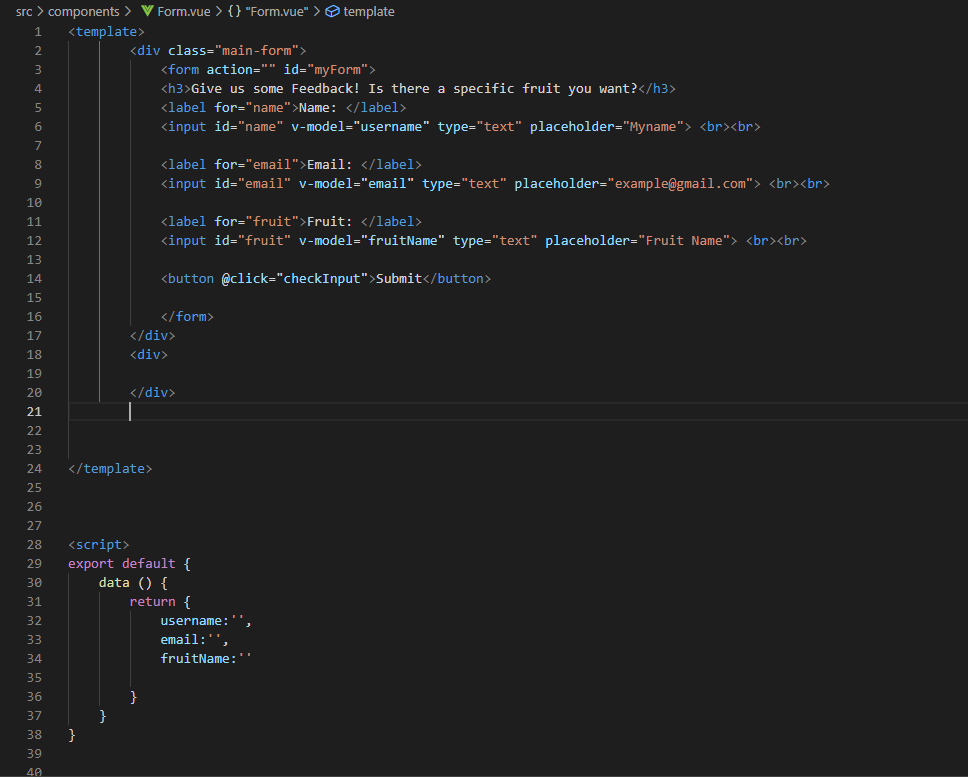 src > components > Form.vue > {} "Form.vue" > template
1 <template>
2 <div class="main-form">
3 <form action="" id="myForm">
4 <h3>Give us some Feedback! Is there a specific fruit you want?</h3>
5 <label for="name">Name: </label>
6 <input id="name" v-model="username" type="text" placeholder="Myname"> <br><br>
7
8 <label for="email">Email: </label>
9 <input id="email" v-model="email" type="text" placeholder="example@gmail.com"> <br><br>
10
11 <label for="fruit">Fruit: </label>
12 <input id="fruit" v-model="fruitName" type="text" placeholder="Fruit Name"> <br><br>
13
14 <button @click="checkInput">Submit</button>
15
16 </form>
17 </div>
18 <div>
19
20 </div>
21
22
23
24 </template>
25
26
27
28 <script>
29 export default {
30 data () {
31 return {
32 username:'',
33 email:'',
34 fruitName:''
35
36 }
37 }
38 }
39
40